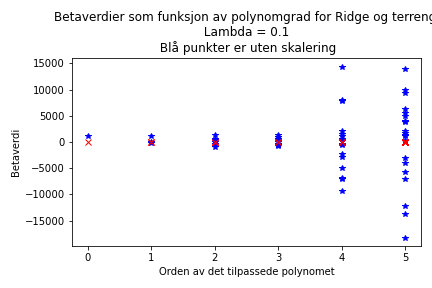 Betaverdier som funksjon av polynomgrad for Ridge og terreng
Lambda = 0.1
Blå punkter er uten skalering
15000
10000
5000
0
−5000
−10000
−15000
Betaverdi
0 1 2 3 4 5
Orden av det tilpassede polynomet